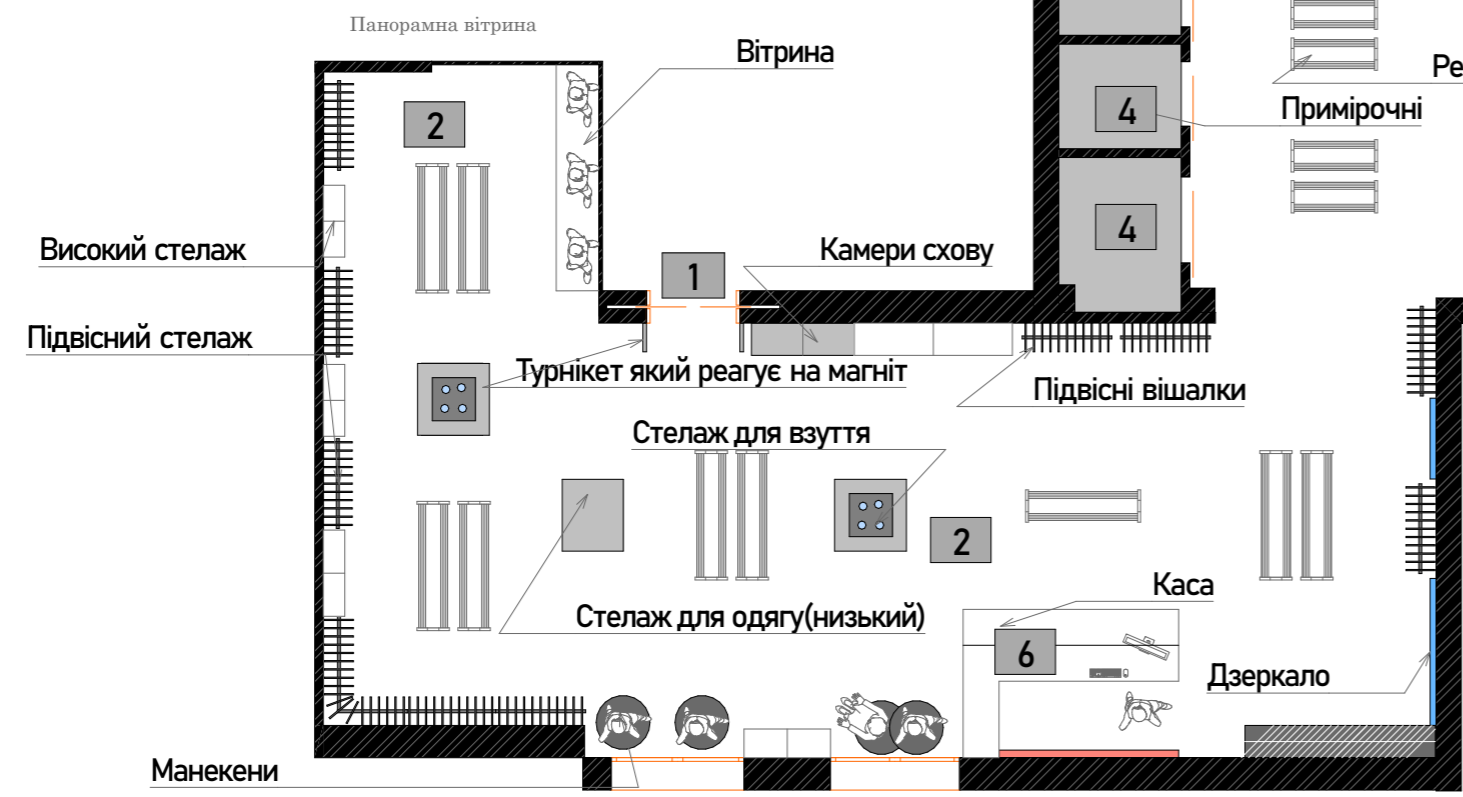 Панорамна вітрина
Вітрина
Ре
2
4
Примірочні
4
Високий стелаж
1
Камери схову
Підвісний стелаж
Турнікет який реагує на магніт
Підвісні вішалки
Стелаж для взуття
2
Каса
Стелаж для одягу(низький)
6
Дзеркало
Манекени